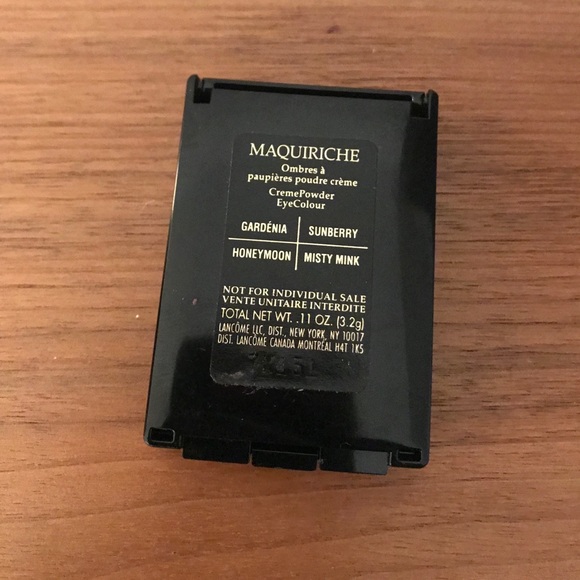 MAQUIRICHE
Ombres à
paupières poudre crème
CremePowder
EyeColour
GARDÉNIA SUNBERRY
HONEYMOON MISTY MINK
NOT FOR INDIVIDUAL SALE
VENTE UNITAIRE INTERDITE
TOTAL NET WT. .11 OZ. (3.2g)
LANCÔME LLC, DIST., NEW YORK, NY 10017
DIST. LANCÔME CANADA MONTRÉAL H4T 1K5